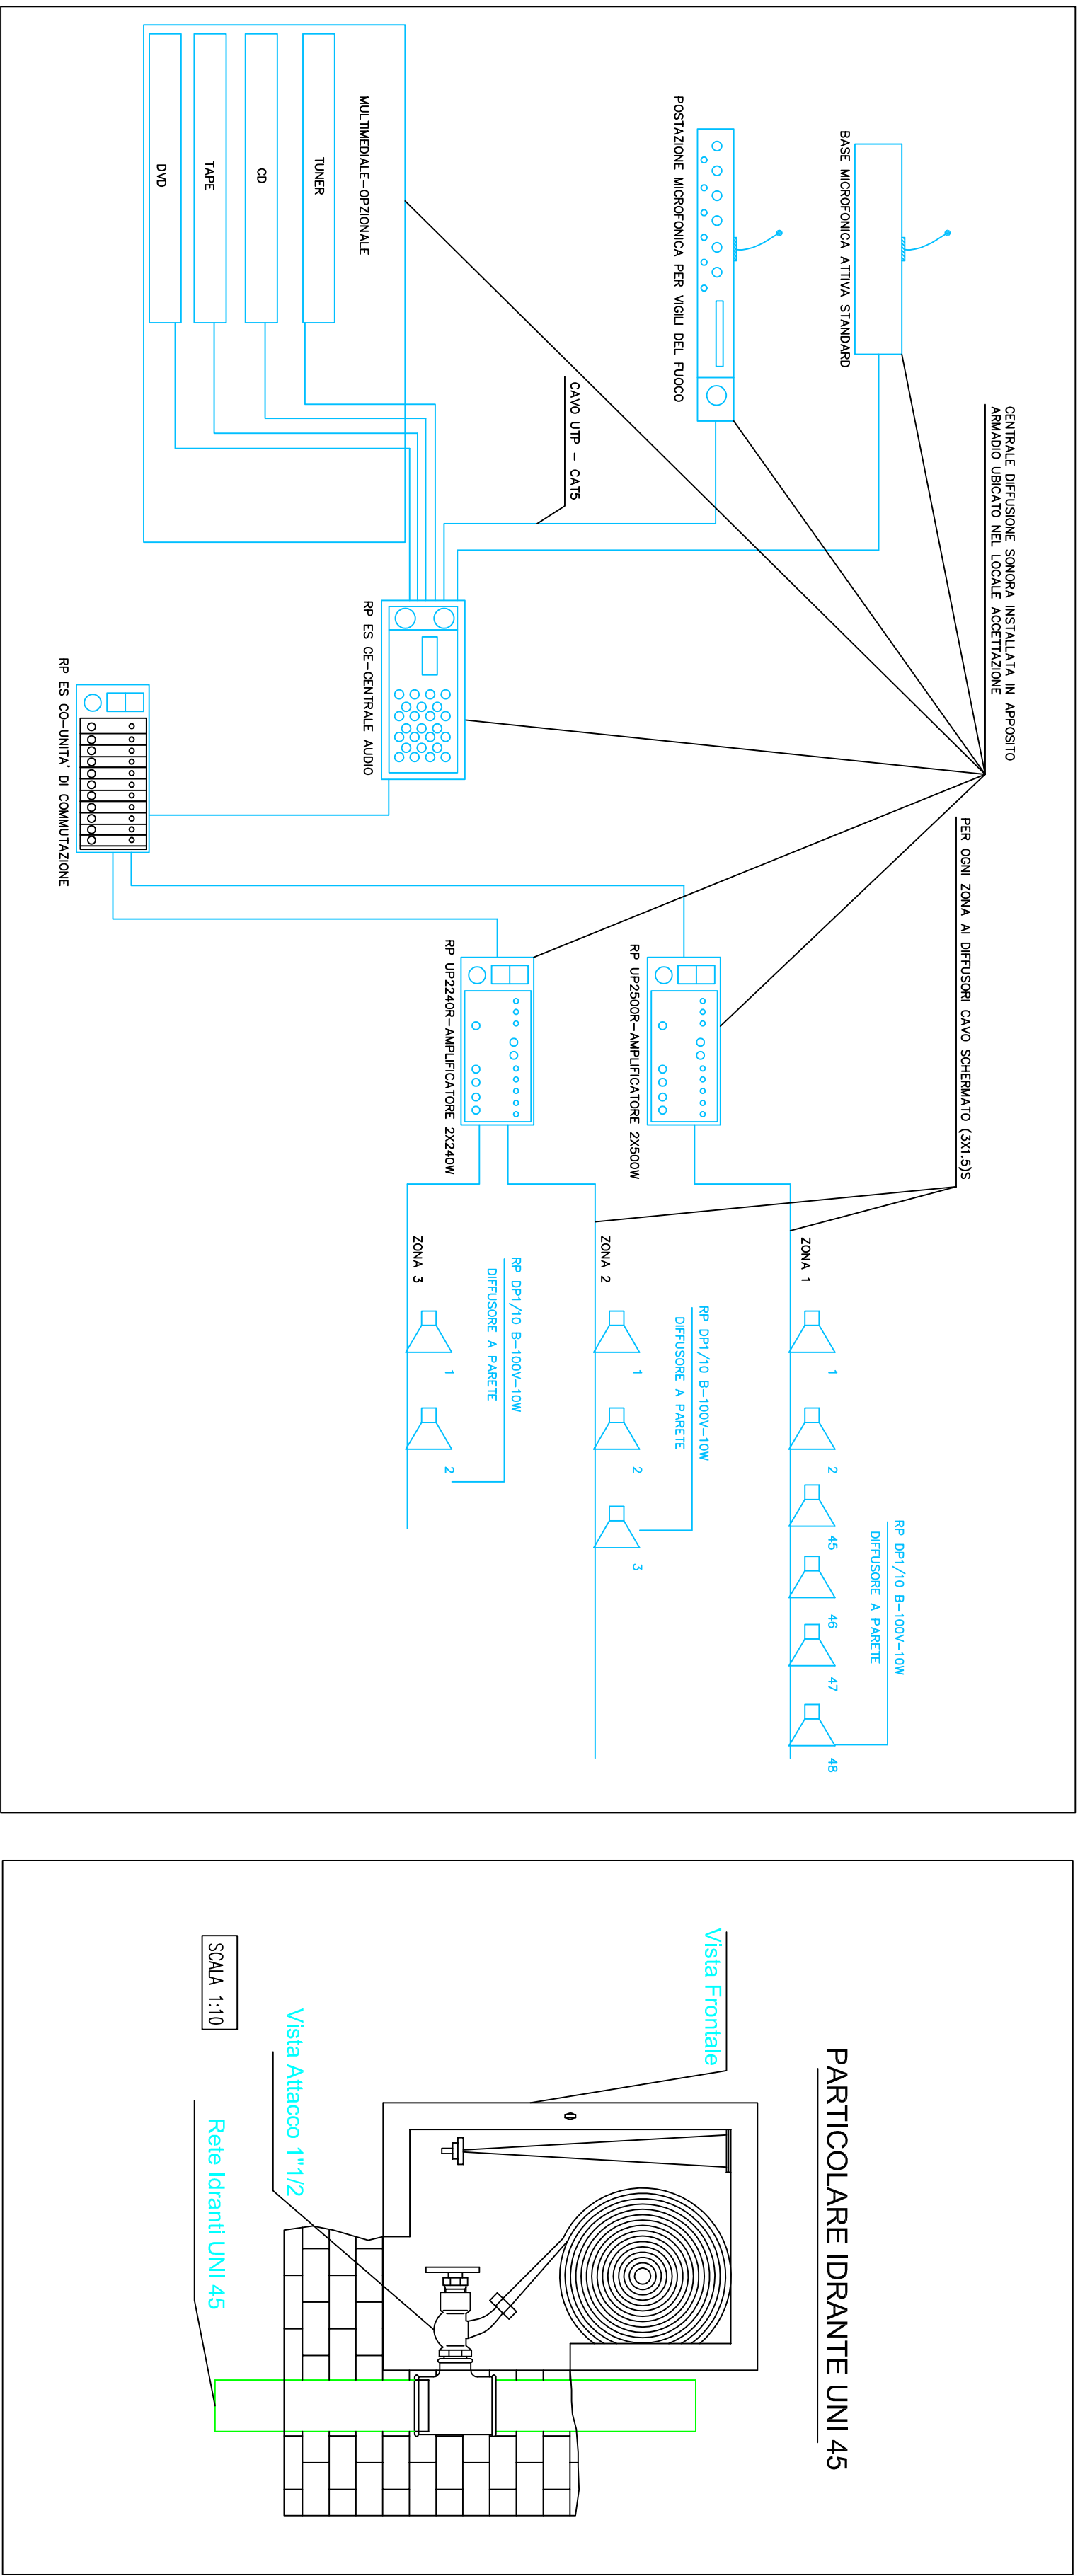 CENTRALE DIFFUSIONE SONORA INSTALLATA IN APPOSITO
ARMADIO UBICATO NEL LOCALE ACCETTAZIONE
PER OGNI ZONA AI DIFFUSORI CAVO SCHERMATO (3X1.5)S
BASE MICROFONICA ATTIVA STANDARD
POSTAZIONE MICROFONICA PER VIGILI DEL FUOCO
CAVO UTP - CAT5
MULTIMEDIALE-OPZIONALE
TUNER
CD
TAPE
DVD
RP ES CE-CENTRALE AUDIO
RP ES CO-UNITA' DI COMMUTAZIONE
RP UP2500R-AMPLIFICATORE 2X500W
RP UP2240R-AMPLIFICATORE 2X240W
RP DP1/10 B-100V-10W
DIFFUSORE A PARETE
ZONA 1
1
2
45
46
47
48
RP DP1/10 B-100V-10W
DIFFUSORE A PARETE
ZONA 2
1
2
3
RP DP1/10 B-100V-10W
DIFFUSORE A PARETE
ZONA 3
1
2
PARTICOLARE IDRANTE UNI 45
Vista Frontale
Vista Attacco 1"1/2
Rete Idranti UNI 45
SCALA 1:10